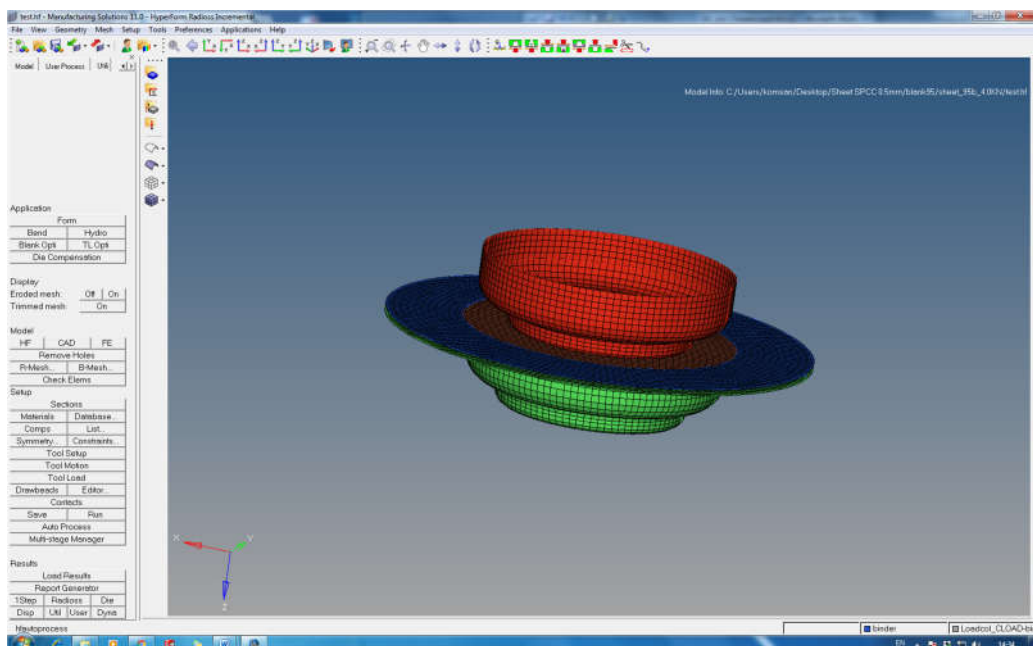 test.hf - Manufacturing Solutions 11.0 - HyperForm Radioss Incremental
File View Geometry Mesh Setup Tools Preferences Applications Help
Model User Process Utili
Model Info: C:/Users/komsan/Desktop/Sheet SPCC 0.5mm/blank95/sheet_95b_4.0KN/test.hf
Application
Form
Bend Hydro
Blank Opti TL Opti
Die Compensation
Display
Eroded mesh: Off On
Trimmed mesh: On
Model
HF CAD FE
Remove Holes
R-Mesh... B-Mesh...
Check Elems
Setup
Sections
Materials Database...
Comps List...
Symmetry... Constraints...
Tool Setup
Tool Motion
Tool Load
Drawbeads Editor...
Contacts
Save Run
Auto Process
Multi-stage Manager
X Y
Z
Results
Load Results
Report Generator
1Step Radioss Die
Disp Util User Dyna
hfautoprocess binder Loadcol_CLOAD-bi
EN 14:34